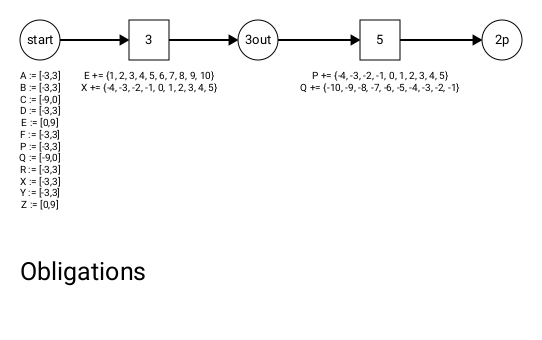 start
3
3out
5
2p
A := [-3,3]
B := [-3,3]
C := [-9,0]
D := [-3,3]
E := [0,9]
F := [-3,3]
P := [-3,3]
Q := [-9,0]
R := [-3,3]
X := [-3,3]
Y := [-3,3]
Z := [0,9]
E += {1, 2, 3, 4, 5, 6, 7, 8, 9, 10}
X += {-4, -3, -2, -1, 0, 1, 2, 3, 4, 5}
P += {-4, -3, -2, -1, 0, 1, 2, 3, 4, 5}
Q += {-10, -9, -8, -7, -6, -5, -4, -3, -2, -1}
Obligations